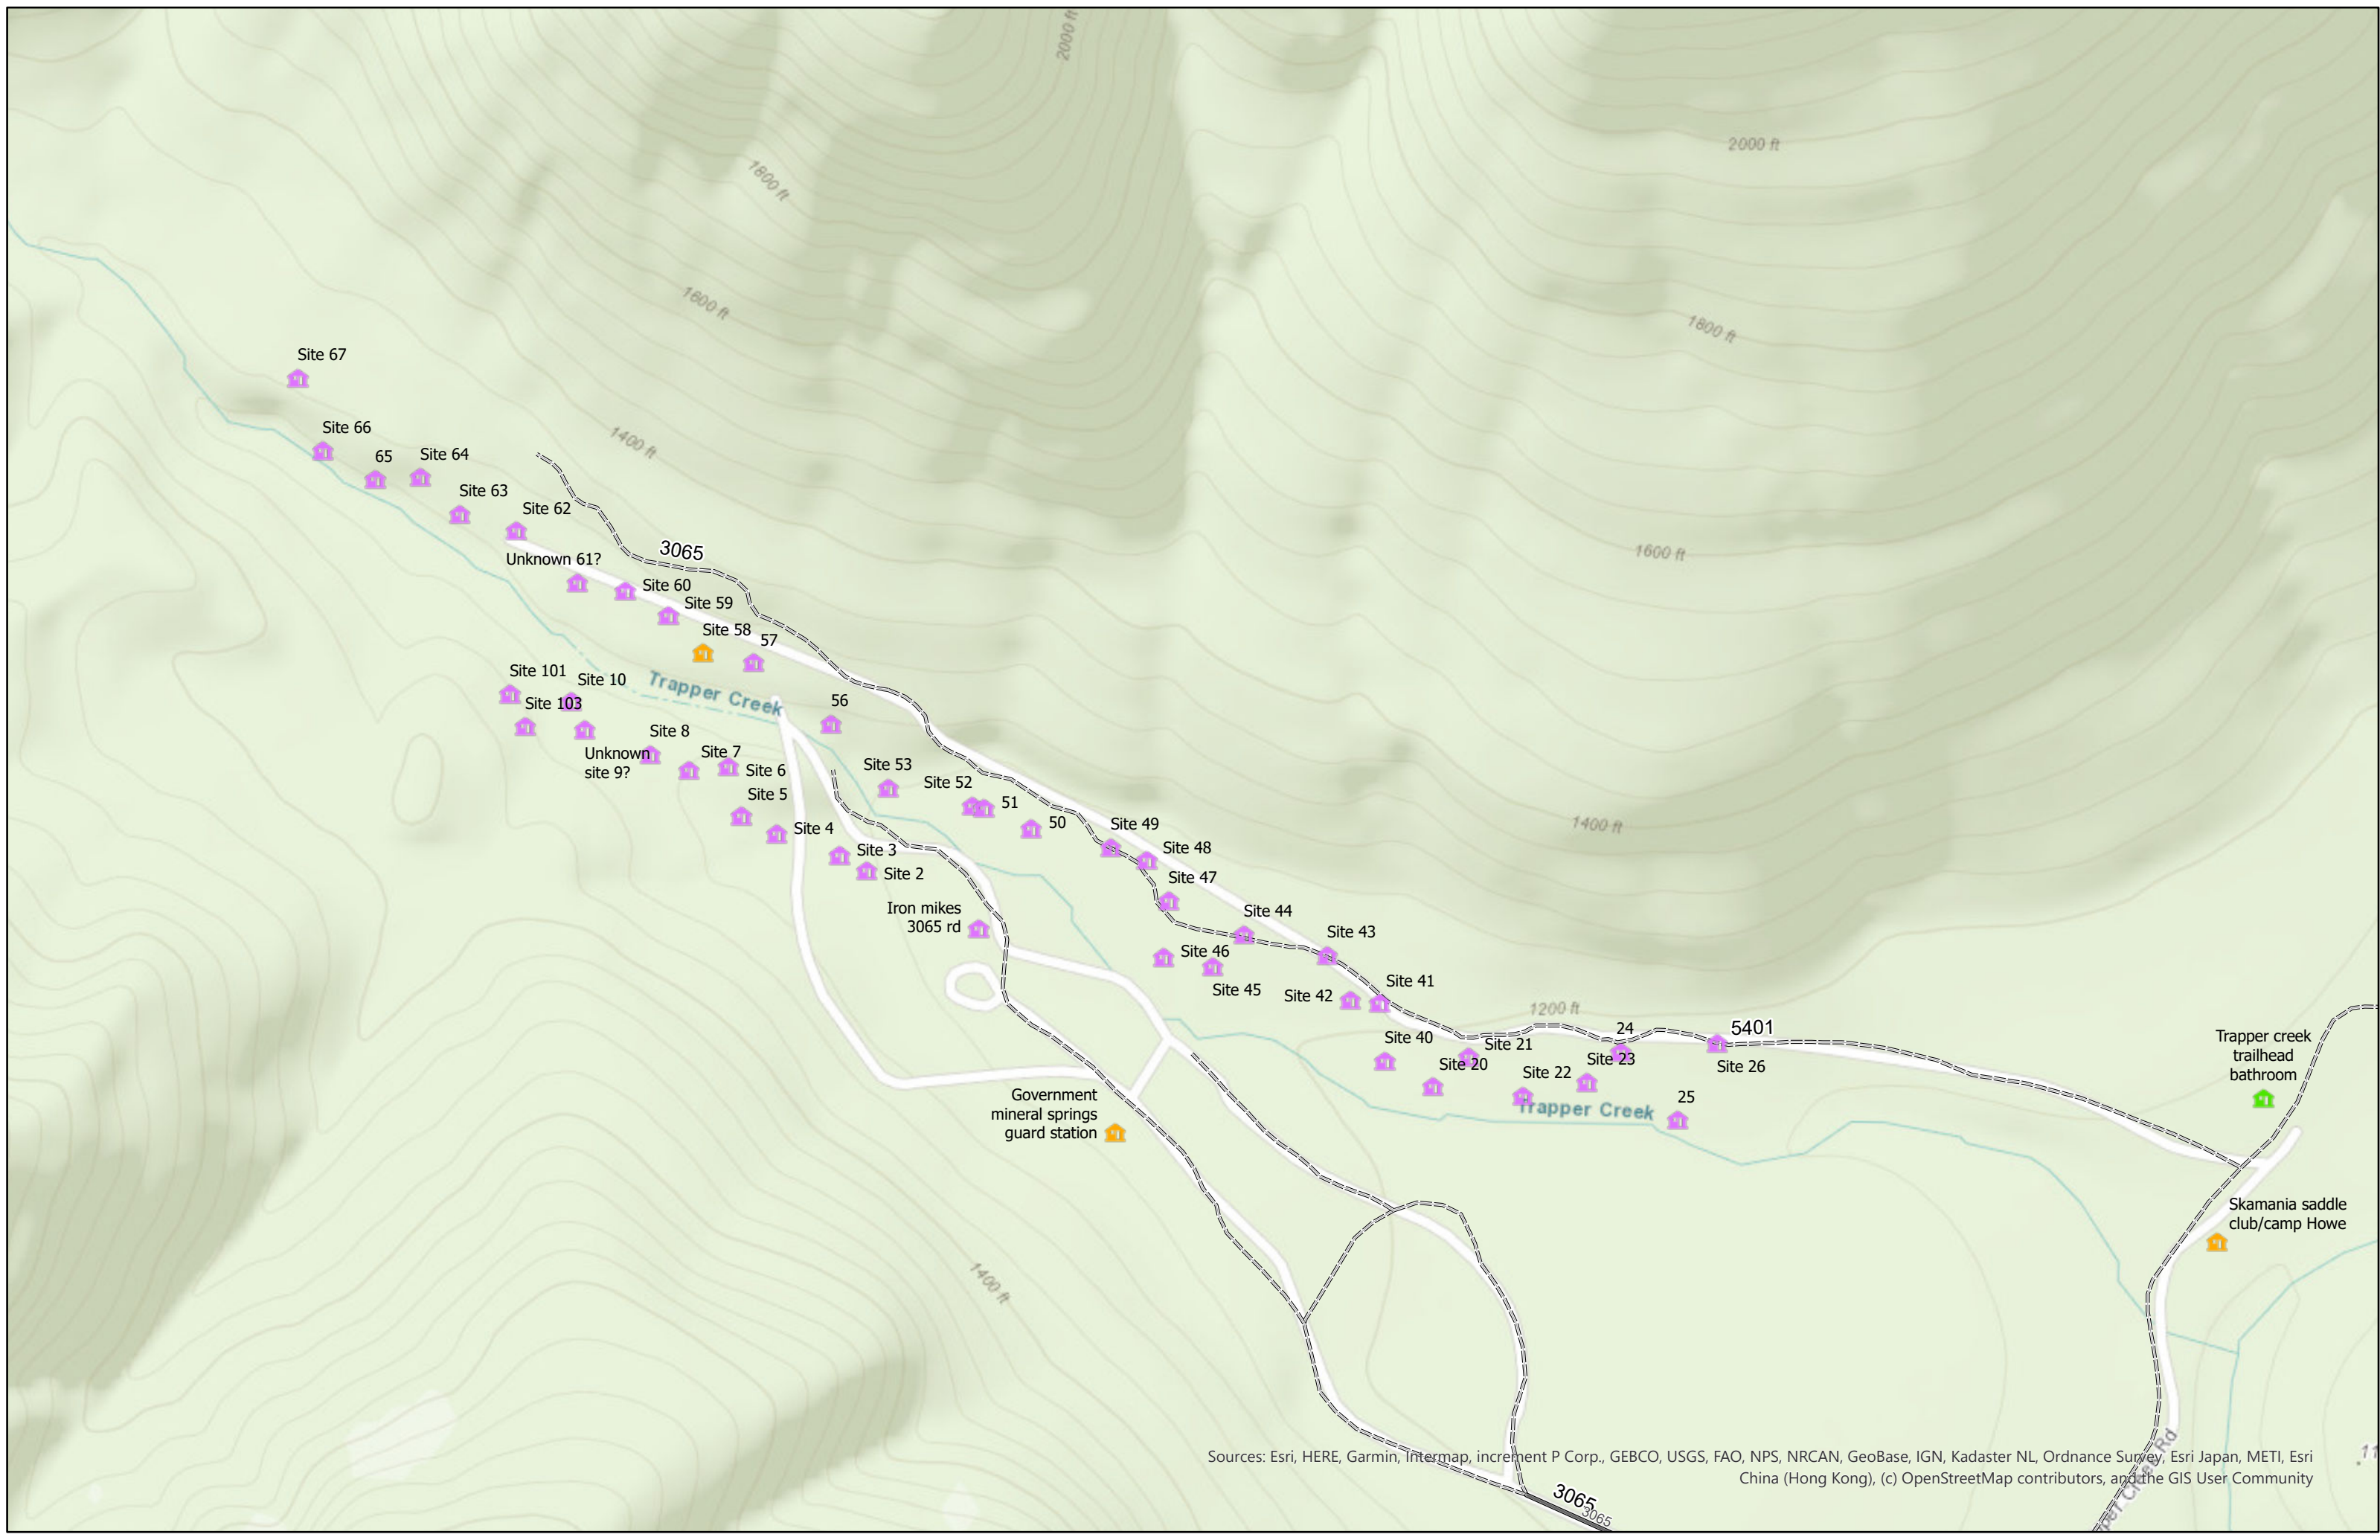 2000 ft
2000 ft
1800 ft
1600 ft
1800 ft
Site 67
Site 66
1400 ft
65
Site 64
Site 63
Site 62
3065
1600 ft
Unknown 61?
Site 60
Site 59
Site 58
57
Site 101
Site 10
Trapper Creek
Site 103
56
Site 8
Unknown
site 9?
Site 7
Site 6
Site 53
Site 52
51
Site 5
50
Site 49
1400 ft
Site 4
Site 3
Site 48
Site 2
Site 47
Iron mikes
3065 rd
Site 44
Site 43
Site 46
Site 45
Site 42
Site 41
1200 ft
24
5401
Site 40
Site 21
Site 20
Site 23
Site 26
Site 22
25
Trapper Creek
Trapper creek
trailhead
bathroom
Government
mineral springs
guard station
Skamania saddle
club/camp Howe
1400 ft
Sources: Esri, HERE, Garmin, Intermap, increment P Corp., GEBCO, USGS, FAO, NPS, NRCAN, GeoBase, IGN, Kadaster NL, Ordnance Survey, Esri Japan, METI, Esri
China (Hong Kong), (c) OpenStreetMap contributors, and the GIS User Community
3065
3065
Rd